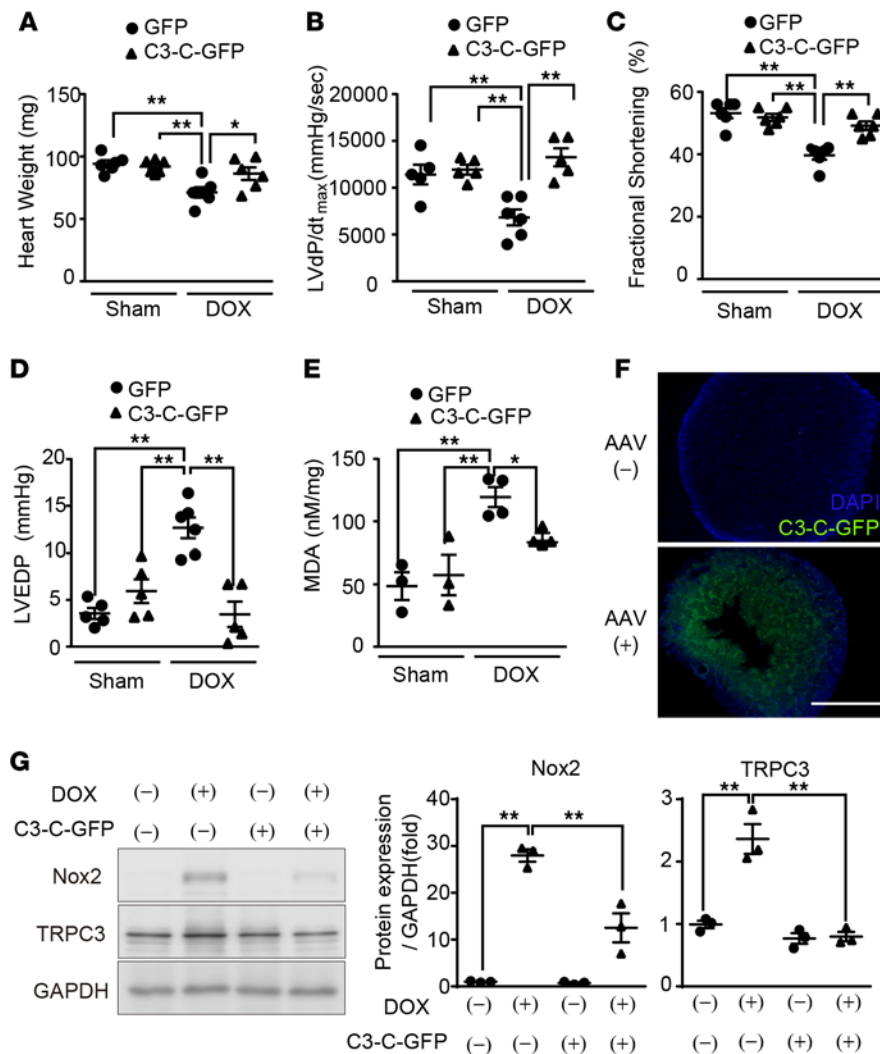 A
● GFP
▲ C3-C-GFP
Heart Weight (mg)
150
100
50
0
**
**
*
Sham
DOX
B
● GFP
▲ C3-C-GFP
LVdP/dtmax(mmHg/sec)
20000
15000
10000
5000
0
**
**
**
Sham
DOX
C
● GFP
▲ C3-C-GFP
Fractional Shortening (%)
60
40
20
0
**
**
**
Sham
DOX
D
● GFP
▲ C3-C-GFP
LVEDP (mmHg)
20
15
10
5
0
**
**
**
Sham
DOX
E
● GFP
▲ C3-C-GFP
MDA (nM/mg)
150
100
50
0
**
**
*
Sham
DOX
F
AAV
(−)
DAPI
C3-C-GFP
AAV
(+)
G
DOX (−) (+) (−) (+)
C3-C-GFP (−) (−) (+) (+)
Nox2
TRPC3
GAPDH
Nox2
Protein expression
/ GAPDH(fold)
40
30
20
10
0
**
**
DOX (−) (+) (−) (+)
C3-C-GFP (−) (−) (+) (+)
TRPC3
3
2
1
0
**
**
(−) (+) (−) (+)
(−) (−) (+) (+)